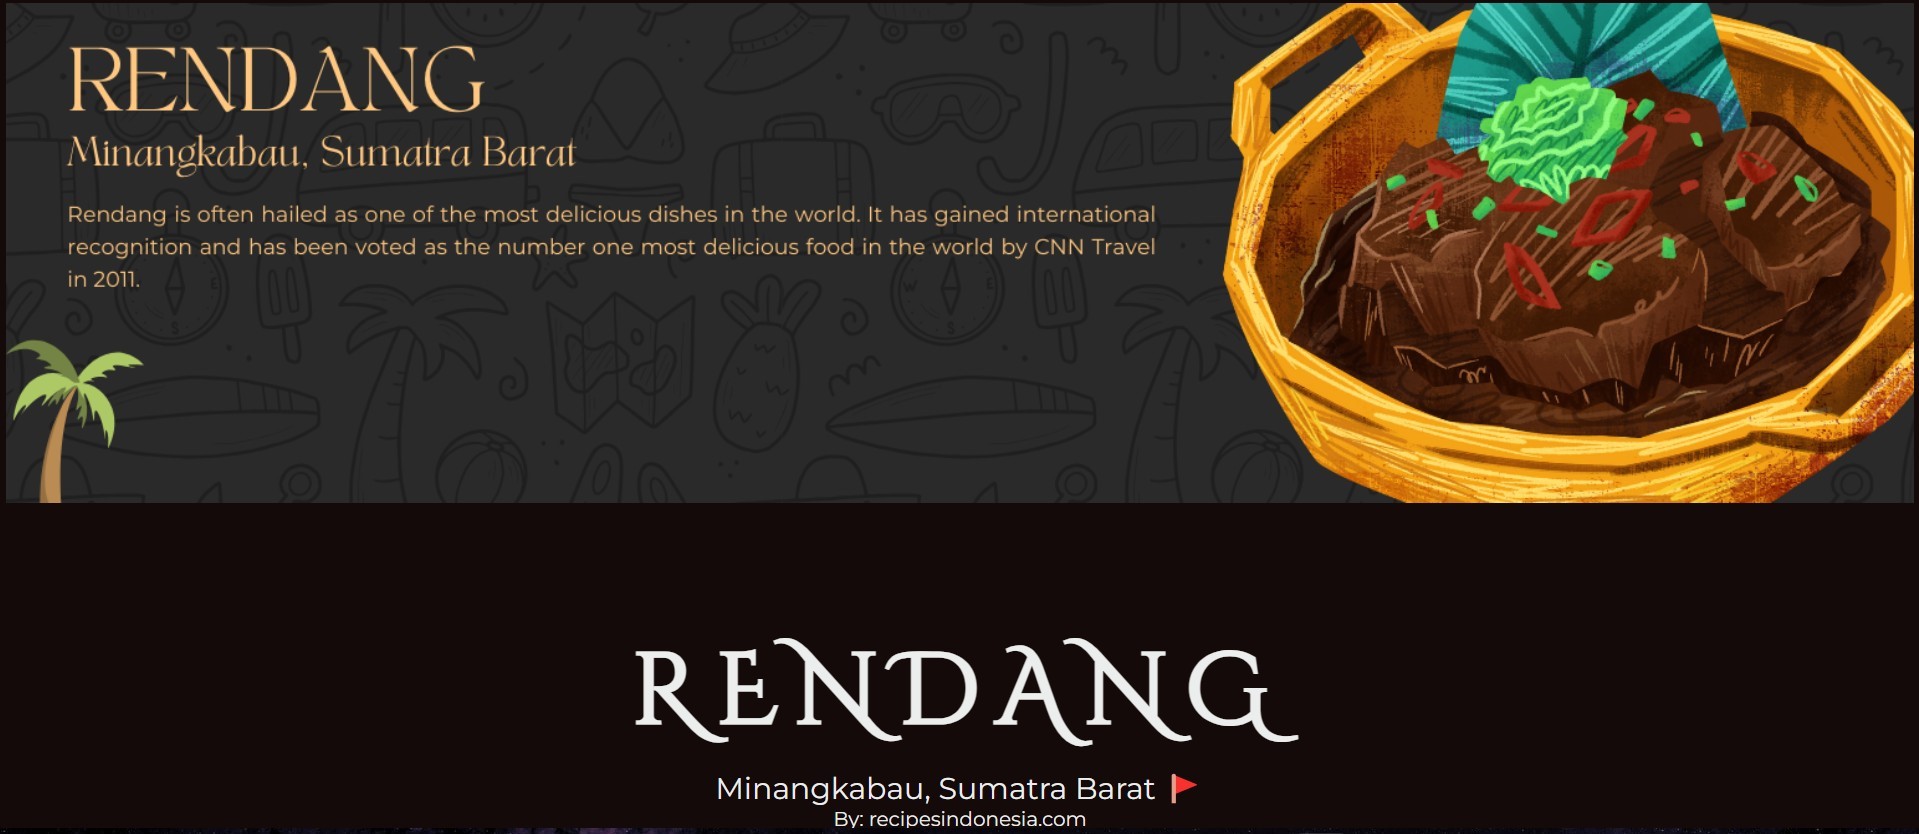 RENDANG
Minangkabau, Sumatra Barat
Rendang is often hailed as one of the most delicious dishes in the world. It has gained international
recognition and has been voted as the number one most delicious food in the world by CNN Travel
in 2011.
RENDANG
Minangkabau, Sumatra Barat
By: recipesindonesia.com